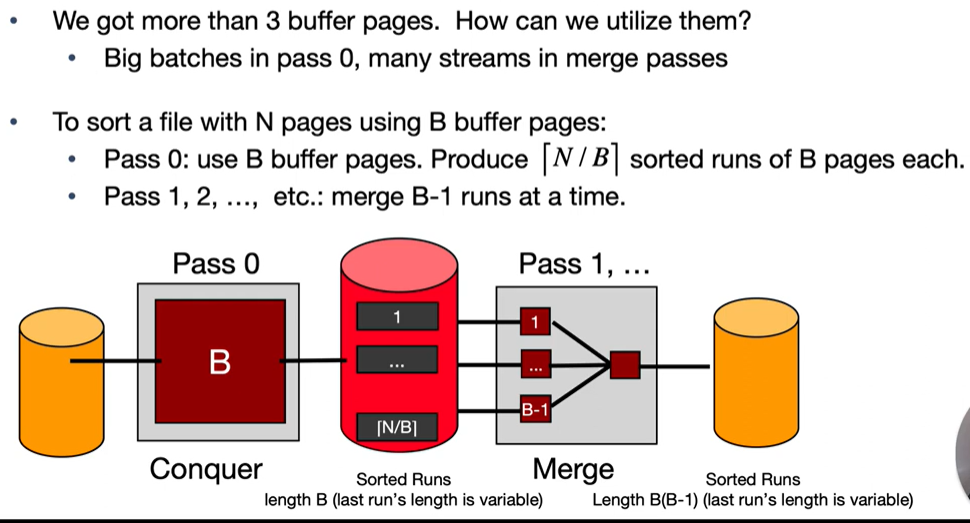 • We got more than 3 buffer pages. How can we utilize them?
• Big batches in pass 0, many streams in merge passes
• To sort a file with N pages using B buffer pages:
• Pass 0: use B buffer pages. Produce ⌈N / B⌉ sorted runs of B pages each.
• Pass 1, 2, …, etc.: merge B-1 runs at a time.
Pass 0
Pass 1, …
B
1
...
⌈N/B⌉
1
...
B-1
Conquer
Sorted Runs
length B (last run's length is variable)
Merge
Sorted Runs
Length B(B-1) (last run's length is variable)